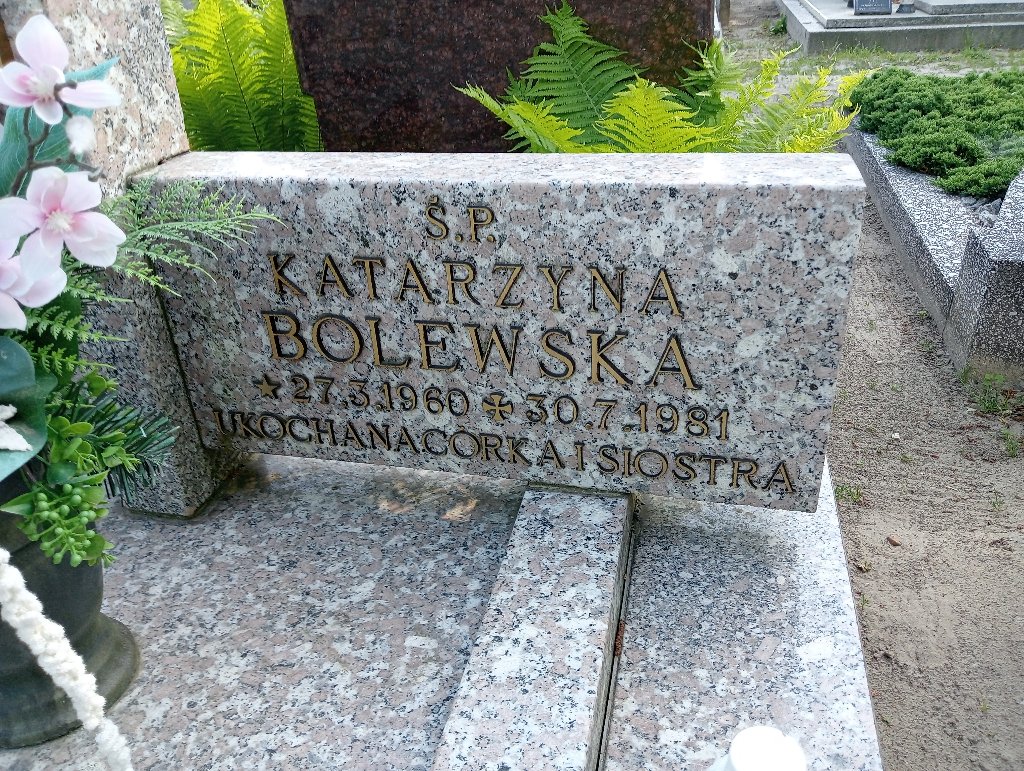 Ś.P.
KATARZYNA
BOLEWSKA
★ 27.3.1960 ✠ 30.7.1981
UKOCHANA CÓRKA I SIOSTRA